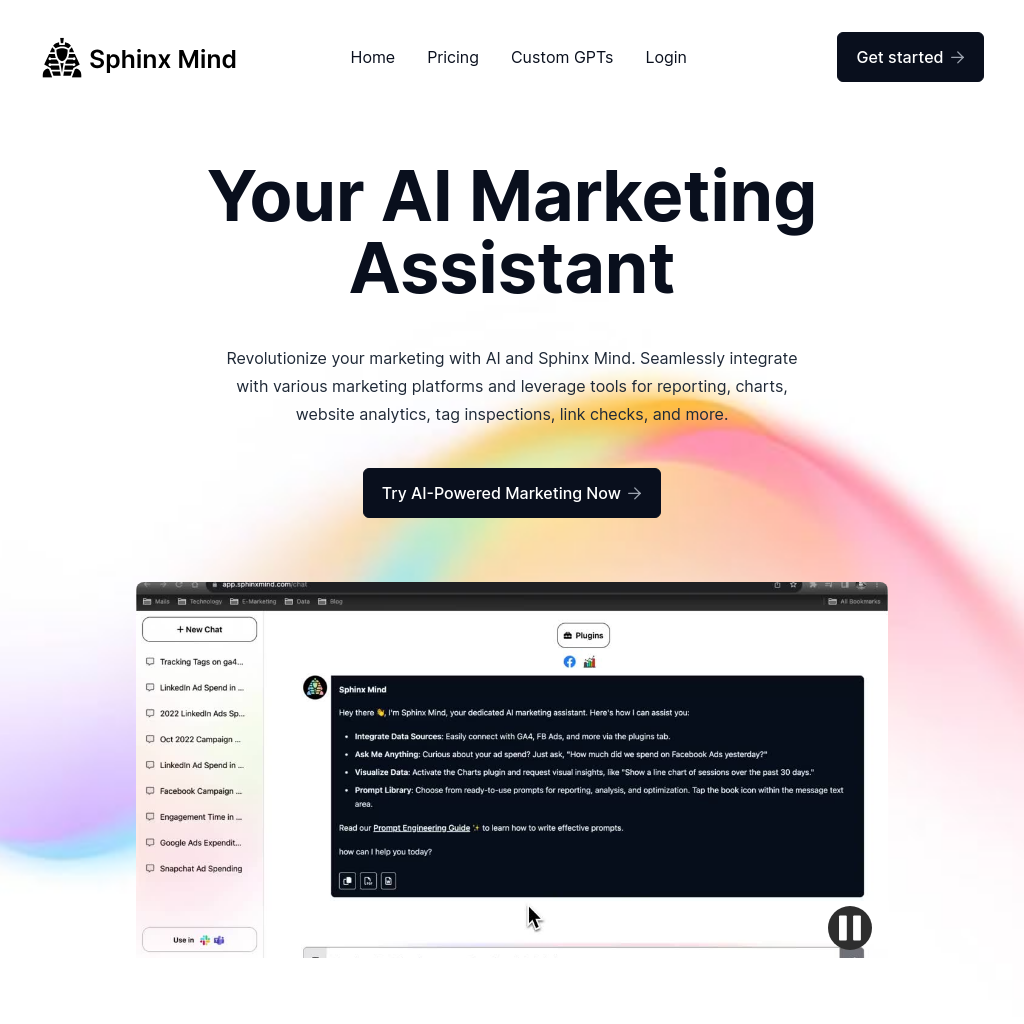 Sphinx Mind
Home
Pricing
Custom GPTs
Login
Get started →
Your AI Marketing
Assistant
Revolutionize your marketing with AI and Sphinx Mind. Seamlessly integrate
with various marketing platforms and leverage tools for reporting, charts,
website analytics, tag inspections, link checks, and more.
Try AI-Powered Marketing Now →
app.sphinxmind.com/chat
Mails
Technology
E-Marketing
Data
Blog
All Bookmarks
+ New Chat
Tracking Tags on ga4...
LinkedIn Ad Spend in ...
2022 LinkedIn Ads Sp...
Oct 2022 Campaign ...
LinkedIn Ad Spend in ...
Facebook Campaign ...
Engagement Time in ...
Google Ads Expendit...
Snapchat Ad Spending
Use in
Plugins
Sphinx Mind
Hey there 👋, I'm Sphinx Mind, your dedicated AI marketing assistant. Here's how I can assist you:
• Integrate Data Sources: Easily connect with GA4, FB Ads, and more via the plugins tab.
• Ask Me Anything: Curious about your ad spend? Just ask, "How much did we spend on Facebook Ads yesterday?"
• Visualize Data: Activate the Charts plugin and request visual insights, like "Show a line chart of sessions over the past 30 days."
• Prompt Library: Choose from ready-to-use prompts for reporting, analysis, and optimization. Tap the book icon within the message text
area.
Read our Prompt Engineering Guide ✨ to learn how to write effective prompts.
how can I help you today?